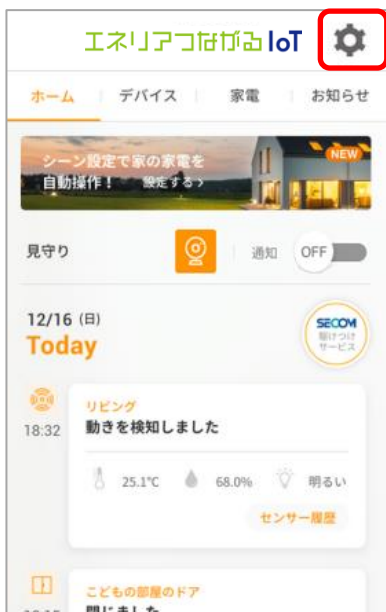 エネリアつながるIoT
ホーム デバイス 家電 お知らせ
シーン設定で家の家電を
自動操作! 設定する>
NEW
見守り 通知 OFF
12/16 (日)
Today
SECOM
駆けつけ
サービス
リビング
18:32 動きを検知しました
25.1℃ 68.0% 明るい
センサー履歴
こどもの部屋のドア
閉じました